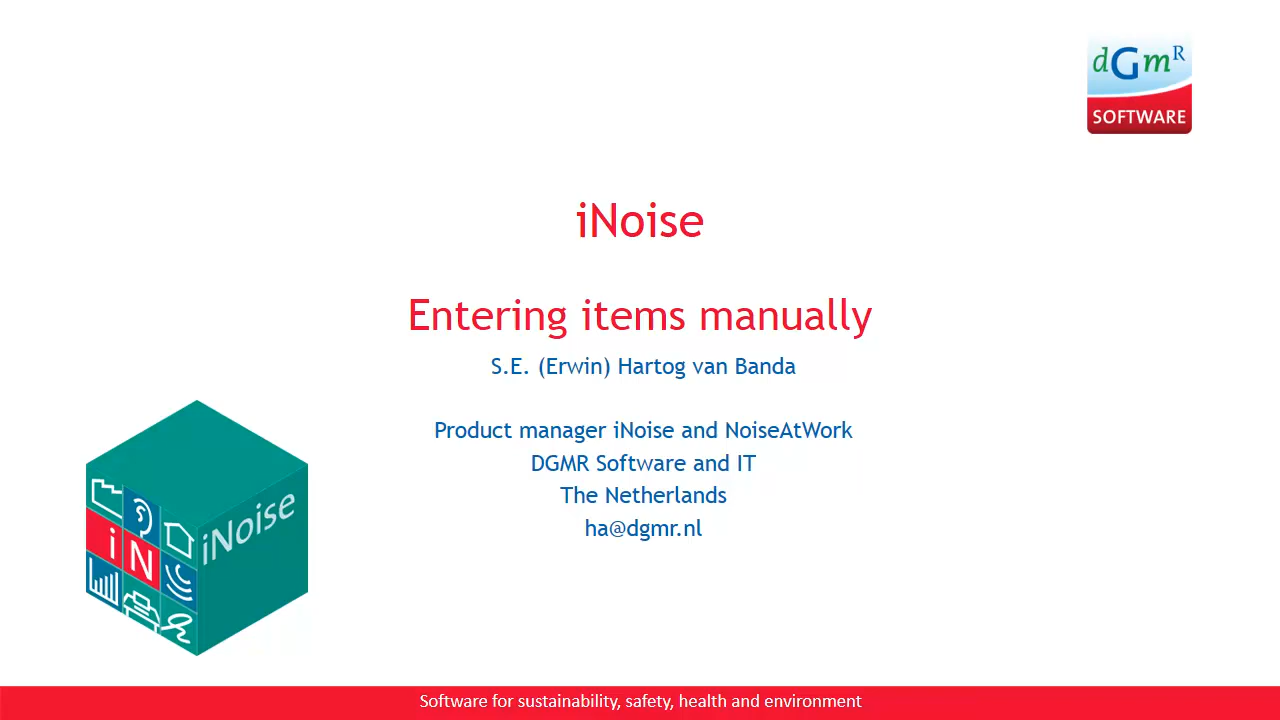 dGmR
SOFTWARE
iNoise
Entering items manually
S.E. (Erwin) Hartog van Banda
Product manager iNoise and NoiseAtWork
DGMR Software and IT
The Netherlands
ha@dgmr.nl
iNoise
iN
Software for sustainability, safety, health and environment